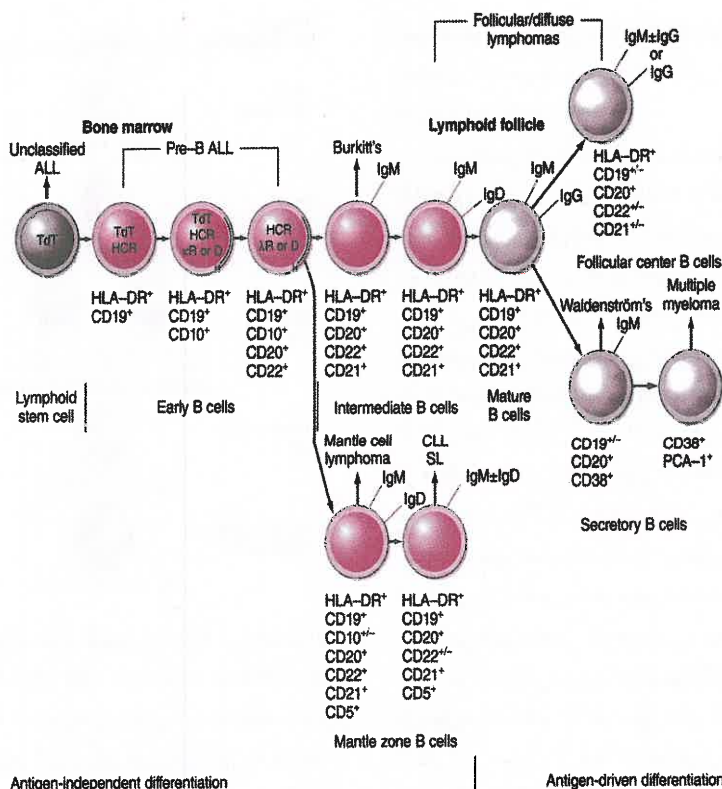 Follicular/diffuse
lymphomas
IgM±IgG
or
IgG
Bone marrow
Lymphoid follicle
Unclassified
ALL
Pre–B ALL
Burkitt's
IgM
IgM
IgD
IgM
IgG
TdT
TdT
HCR
TdT
HCR
κR or D
HCR
λR or D
HLA–DR⁺
CD19⁺
HLA–DR⁺
CD19⁺
CD10⁺
HLA–DR⁺
CD19⁺
CD10⁺
CD20⁺
CD22⁺
HLA–DR⁺
CD19⁺
CD20⁺
CD22⁺
CD21⁺
HLA–DR⁺
CD19⁺
CD20⁺
CD22⁺
CD21⁺
HLA–DR⁺
CD19⁺
CD20⁺
CD22⁺
CD21⁺
HLA–DR⁺
CD19⁺/⁻
CD20⁺
CD22⁺/⁻
CD21⁺/⁻
Follicular center B cells
Waldenström's
IgM
Multiple
myeloma
CD19⁺/⁻
CD20⁺
CD38⁺
CD38⁺
PCA–1⁺
Secretory B cells
Lymphoid
stem cell
Early B cells
Intermediate B cells
Mature
B cells
Mantle cell
lymphoma
IgM
IgD
CLL
SL
IgM±IgD
HLA–DR⁺
CD19⁺
CD10⁺/⁻
CD20⁺
CD22⁺
CD21⁺
CD5⁺
HLA–DR⁺
CD19⁺
CD20⁺
CD22⁺/⁻
CD21⁺
CD5⁺
Mantle zone B cells
Antigen-independent differentiation
Antigen-driven differentiation